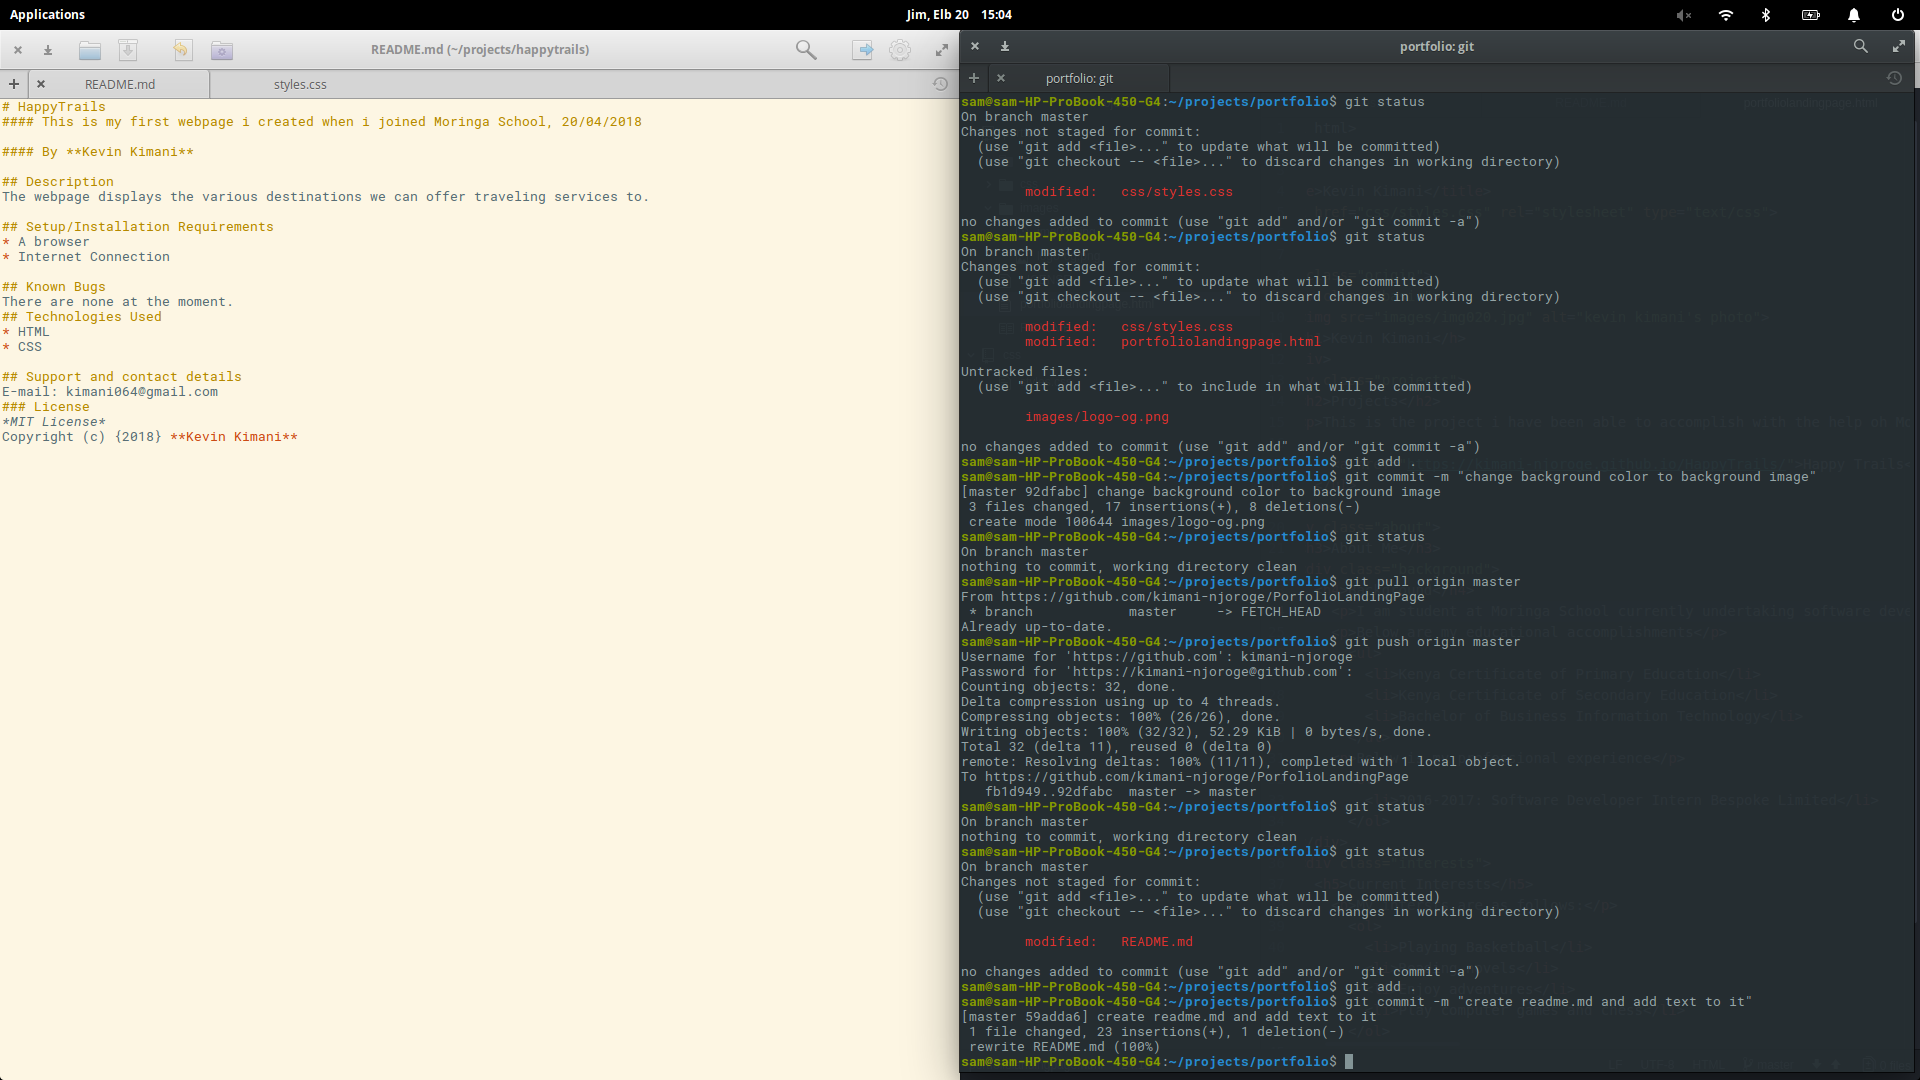 Applications
Jim, Elb 20 15:04
README.md (~/projects/happytrails)
README.md
styles.css
# HappyTrails
#### This is my first webpage i created when i joined Moringa School, 20/04/2018
#### By **Kevin Kimani**
## Description
The webpage displays the various destinations we can offer traveling services to.
## Setup/Installation Requirements
* A browser
* Internet Connection
## Known Bugs
There are none at the moment.
## Technologies Used
* HTML
* CSS
## Support and contact details
E-mail: kimani064@gmail.com
### License
*MIT License*
Copyright (c) {2018} **Kevin Kimani**
portfolio: git
portfolio: git
sam@sam-HP-ProBook-450-G4:~/projects/portfolio$ git status
On branch master
Changes not staged for commit:
(use "git add <file>..." to update what will be committed)
(use "git checkout -- <file>..." to discard changes in working directory)
modified: css/styles.css
no changes added to commit (use "git add" and/or "git commit -a")
sam@sam-HP-ProBook-450-G4:~/projects/portfolio$ git status
On branch master
Changes not staged for commit:
(use "git add <file>..." to update what will be committed)
(use "git checkout -- <file>..." to discard changes in working directory)
modified: css/styles.css
modified: portfoliolandingpage.html
Untracked files:
(use "git add <file>..." to include in what will be committed)
images/logo-og.png
no changes added to commit (use "git add" and/or "git commit -a")
sam@sam-HP-ProBook-450-G4:~/projects/portfolio$ git add .
sam@sam-HP-ProBook-450-G4:~/projects/portfolio$ git commit -m "change background color to background image"
[master 92dfabc] change background color to background image
3 files changed, 17 insertions(+), 8 deletions(-)
create mode 100644 images/logo-og.png
sam@sam-HP-ProBook-450-G4:~/projects/portfolio$ git status
On branch master
nothing to commit, working directory clean
sam@sam-HP-ProBook-450-G4:~/projects/portfolio$ git pull origin master
From https://github.com/kimani-njoroge/PorfolioLandingPage
* branch master -> FETCH_HEAD
Already up-to-date.
sam@sam-HP-ProBook-450-G4:~/projects/portfolio$ git push origin master
Username for 'https://github.com': kimani-njoroge
Password for 'https://kimani-njoroge@github.com':
Counting objects: 32, done.
Delta compression using up to 4 threads.
Compressing objects: 100% (26/26), done.
Writing objects: 100% (32/32), 52.29 KiB | 0 bytes/s, done.
Total 32 (delta 11), reused 0 (delta 0)
remote: Resolving deltas: 100% (11/11), completed with 1 local object.
To https://github.com/kimani-njoroge/PorfolioLandingPage
fb1d949..92dfabc master -> master
sam@sam-HP-ProBook-450-G4:~/projects/portfolio$ git status
On branch master
nothing to commit, working directory clean
sam@sam-HP-ProBook-450-G4:~/projects/portfolio$ git status
On branch master
Changes not staged for commit:
(use "git add <file>..." to update what will be committed)
(use "git checkout -- <file>..." to discard changes in working directory)
modified: README.md
no changes added to commit (use "git add" and/or "git commit -a")
sam@sam-HP-ProBook-450-G4:~/projects/portfolio$ git add .
sam@sam-HP-ProBook-450-G4:~/projects/portfolio$ git commit -m "create readme.md and add text to it"
[master 59adda6] create readme.md and add text to it
1 file changed, 23 insertions(+), 1 deletion(-)
rewrite README.md (100%)
sam@sam-HP-ProBook-450-G4:~/projects/portfolio$